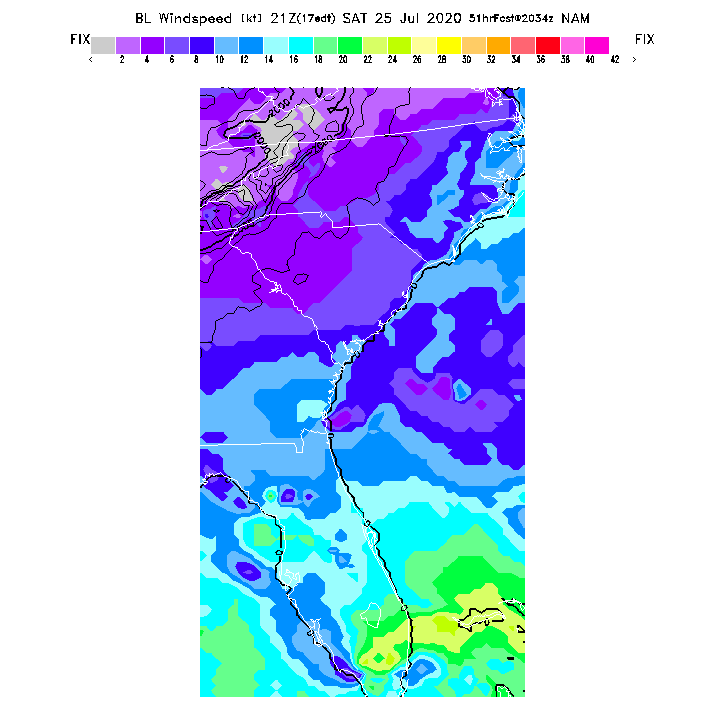 BL Windspeed [kt] 21Z(17edt) SAT 25 Jul 2020 51hrFcst@2034z NAM
FIX FIX
< 2 4 6 8 10 12 14 16 18 20 22 24 26 28 30 32 34 36 38 40 42 >
2000